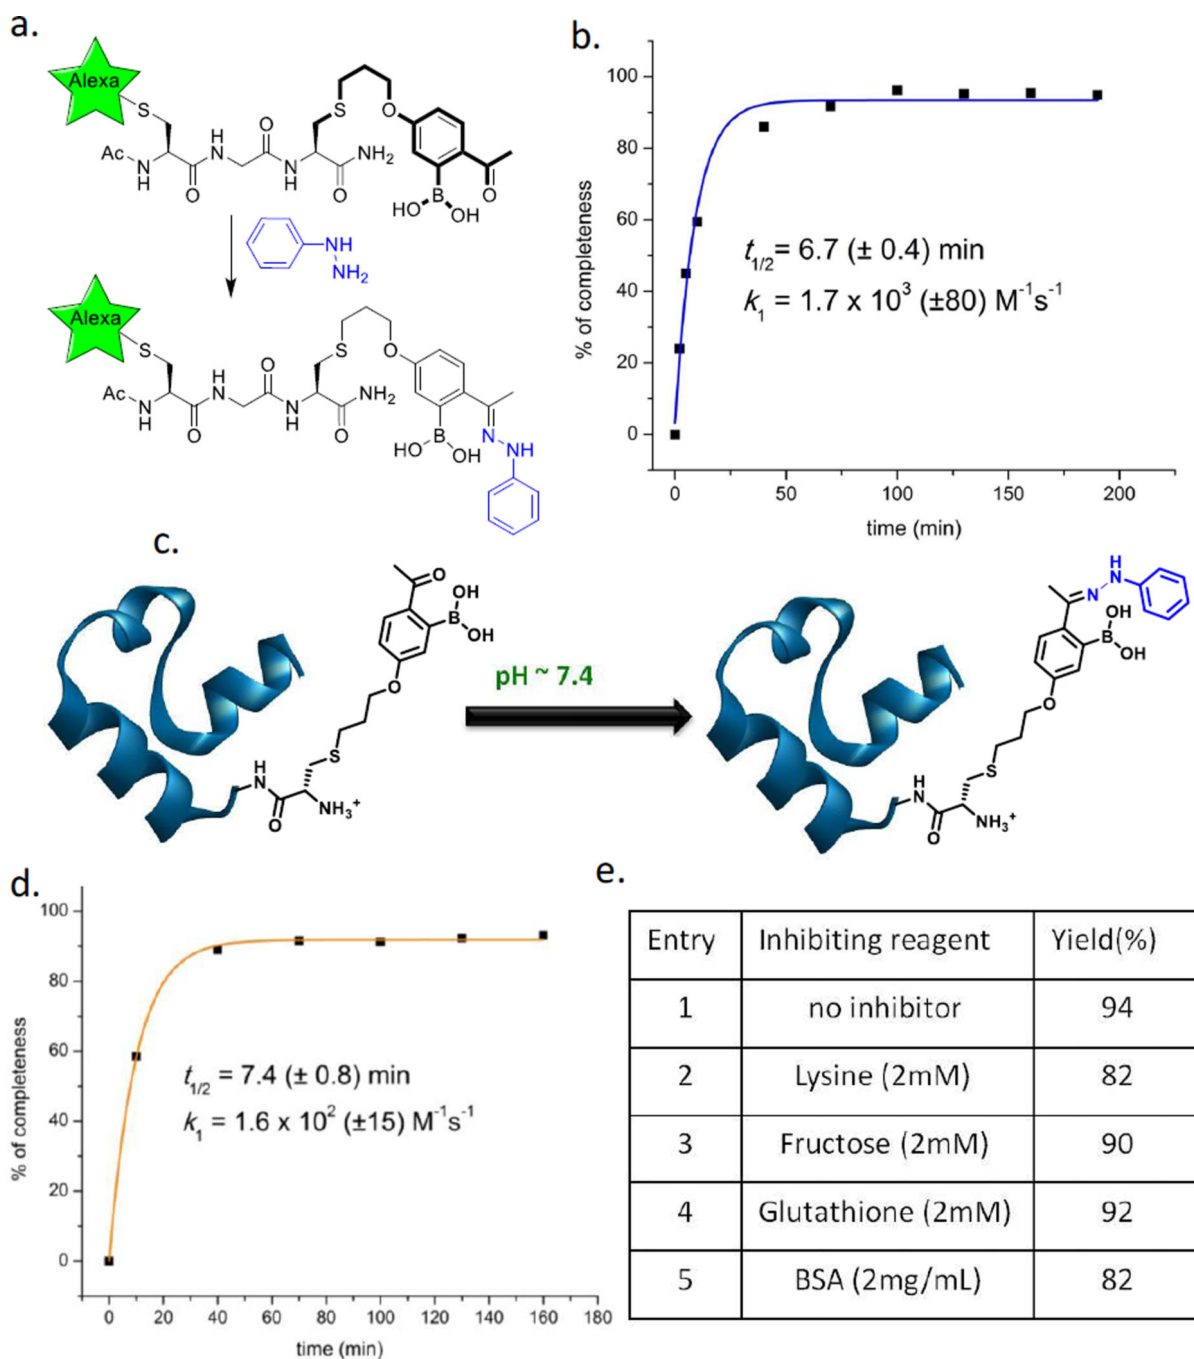 a.
Alexa
S
S
O
Ac
N
H
H
N
O
O
N
H
O
NH₂
B
HO
OH
O
NH
NH₂
Alexa
S
S
O
Ac
N
H
H
N
O
O
N
H
O
NH₂
B
HO
OH
N
NH
b.
% of completeness
100
80
60
40
20
0
t1/2= 6.7 (± 0.4) min
k1 = 1.7 x 10³ (±80) M⁻¹s⁻¹
0
50
100
150
200
time (min)
c.
O
OH
B
OH
O
S
H
N
O
NH₃⁺
pH ~ 7.4
H
N
N
OH
B
OH
O
S
H
N
O
NH₃⁺
d.
% of completeness
100
80
60
40
20
0
t1/2 = 7.4 (± 0.8) min
k1 = 1.6 x 10² (±15) M⁻¹s⁻¹
0 20 40 60 80 100 120 140 160 180
time (min)
e.
Entry Inhibiting reagent Yield(%)
1 no inhibitor 94
2 Lysine (2mM) 82
3 Fructose (2mM) 90
4 Glutathione (2mM) 92
5 BSA (2mg/mL) 82